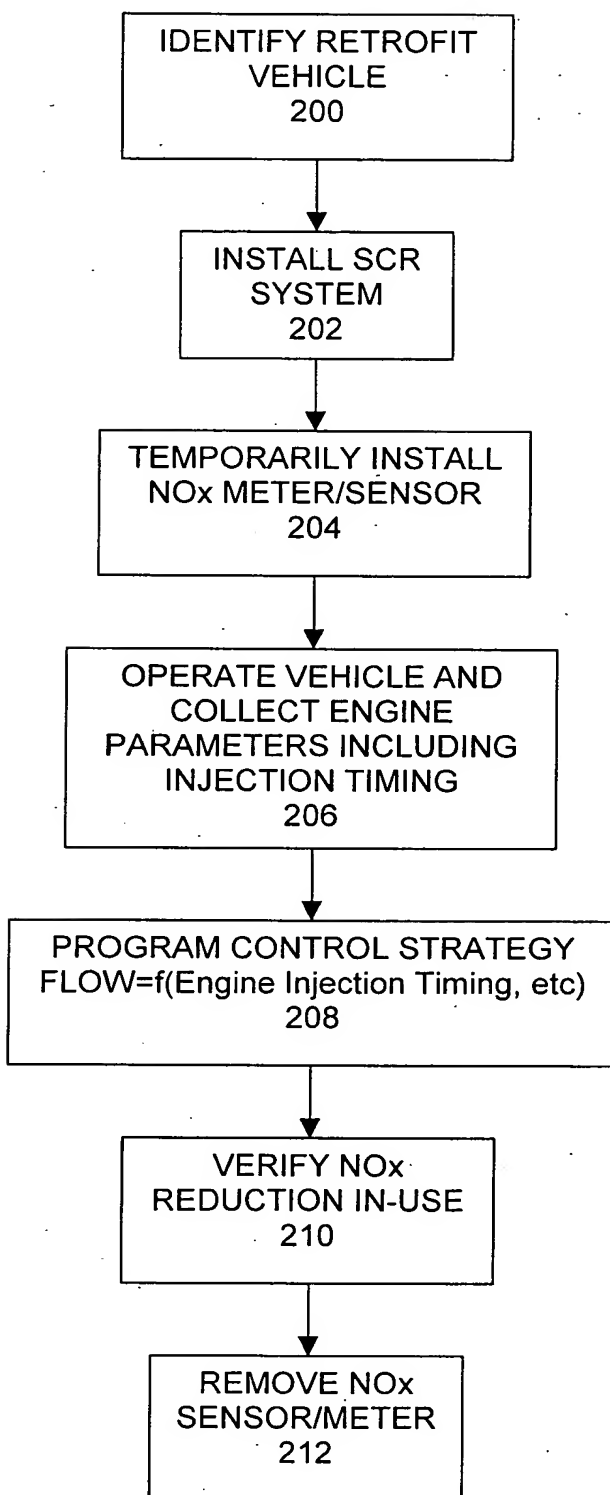 IDENTIFY RETROFIT
VEHICLE
200
INSTALL SCR
SYSTEM
202
TEMPORARILY INSTALL
NOx METER/SENSOR
204
OPERATE VEHICLE AND
COLLECT ENGINE
PARAMETERS INCLUDING
INJECTION TIMING
206
PROGRAM CONTROL STRATEGY
FLOW=f(Engine Injection Timing, etc)
208
VERIFY NOx
REDUCTION IN-USE
210
REMOVE NOx
SENSOR/METER
212